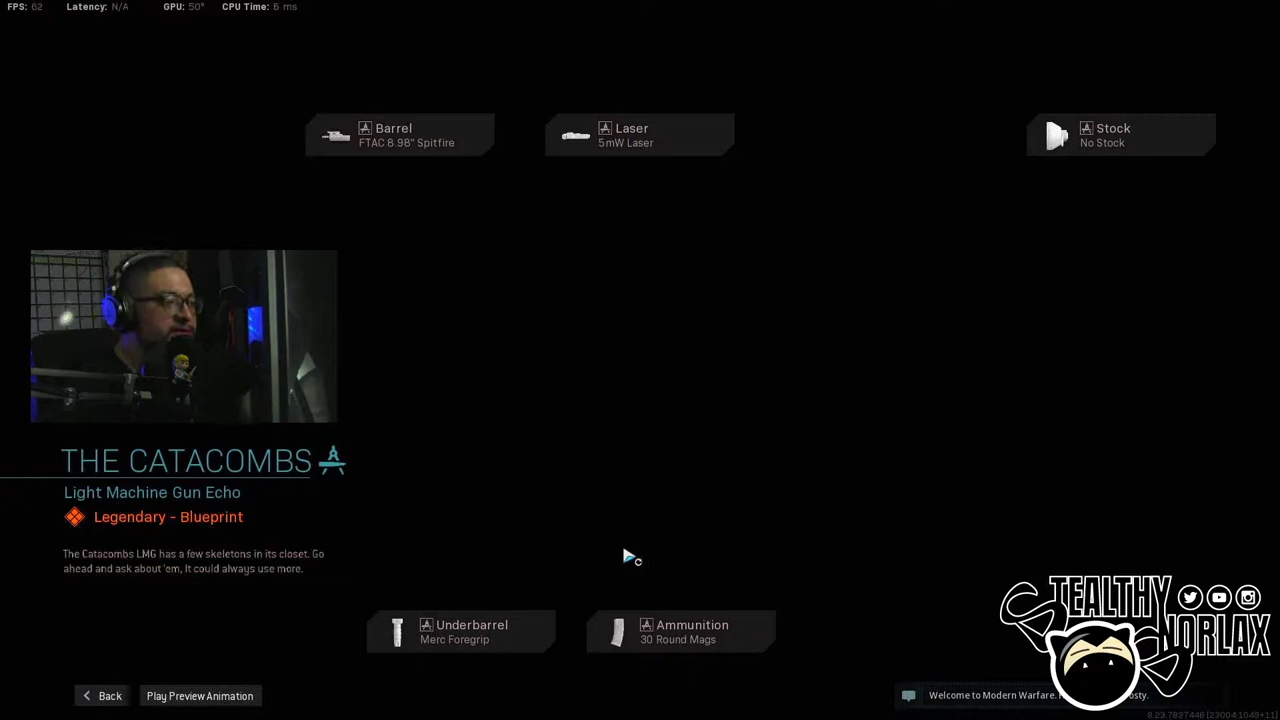 FPS: 62 Latency: N/A GPU: 50° CPU Time: 5 ms
Barrel
FTAC 8.98" Spitfire
Laser
5mW Laser
Stock
No Stock
THE CATACOMBS
Light Machine Gun Echo
Legendary - Blueprint
The Catacombs LMG has a few skeletons in its closet. Go
ahead and ask about 'em, It could always use more.
Underbarrel
Merc Foregrip
Ammunition
30 Round Mags
Back
Play Preview Animation
Welcome to Modern Warfare.
STEALTHY
SNORLAX